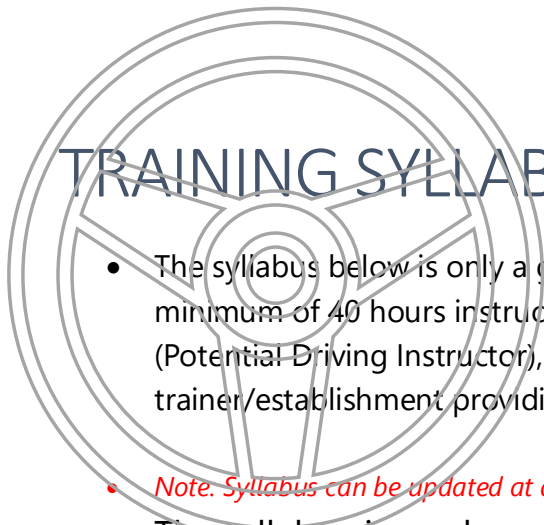 TRAINING SYLLAB
• The syllabus below is only a
minimum of 40 hours instruc
(Potential Driving Instructor),
trainer/establishment providi
• Note. Syllabus can be updated at